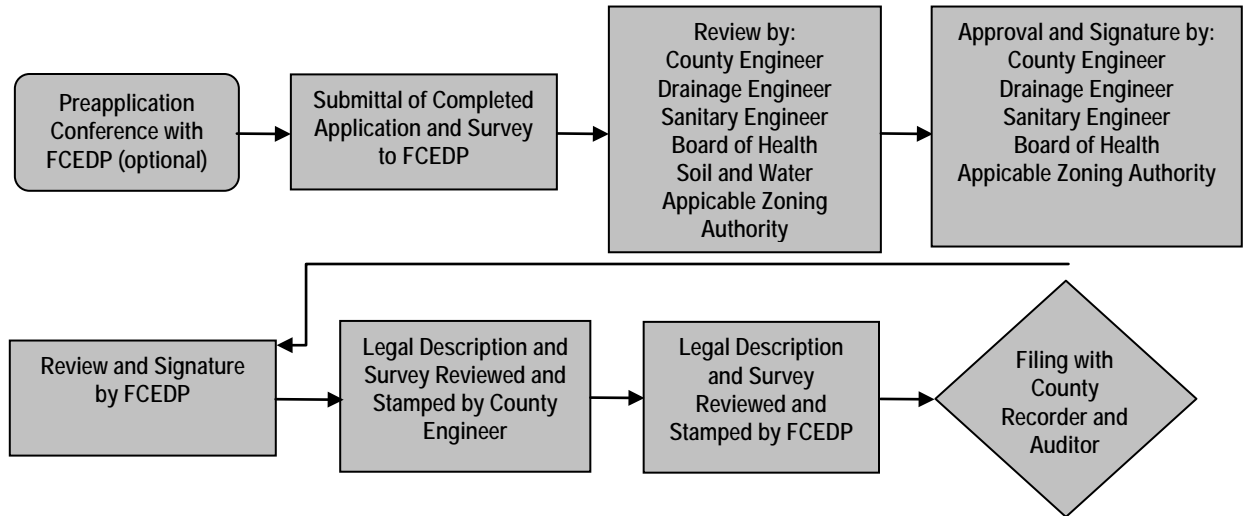 Preapplication
Conference with
FCEDP (optional)
Submittal of Completed
Application and Survey
to FCEDP
Review by:
County Engineer
Drainage Engineer
Sanitary Engineer
Board of Health
Soil and Water
Appicable Zoning
Authority
Approval and Signature by:
County Engineer
Drainage Engineer
Sanitary Engineer
Board of Health
Appicable Zoning Authority
Review and Signature
by FCEDP
Legal Description and
Survey Reviewed and
Stamped by County
Engineer
Legal Description
and Survey
Reviewed and
Stamped by FCEDP
Filing with
County
Recorder and
Auditor